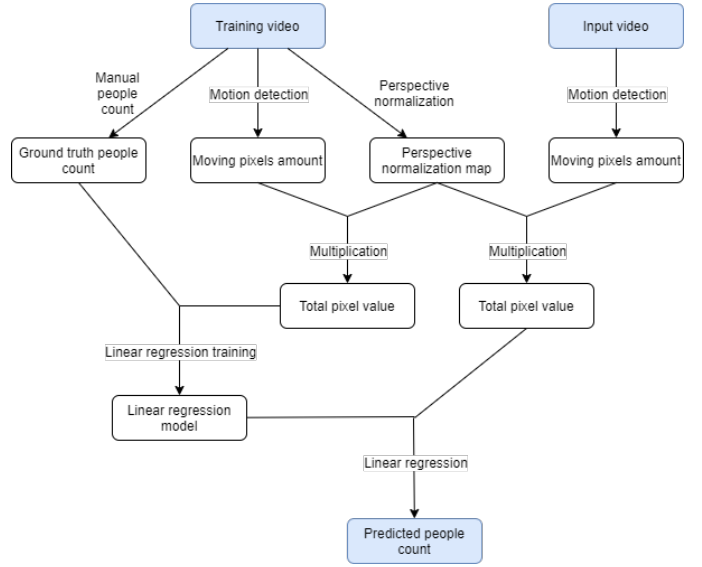 Training video
Input video
Manual
people
count
Motion detection
Perspective
normalization
Motion detection
Ground truth people
count
Moving pixels amount
Perspective
normalization map
Moving pixels amount
Multiplication
Multiplication
Total pixel value
Total pixel value
Linear regression training
Linear regression
model
Linear regression
Predicted people
count